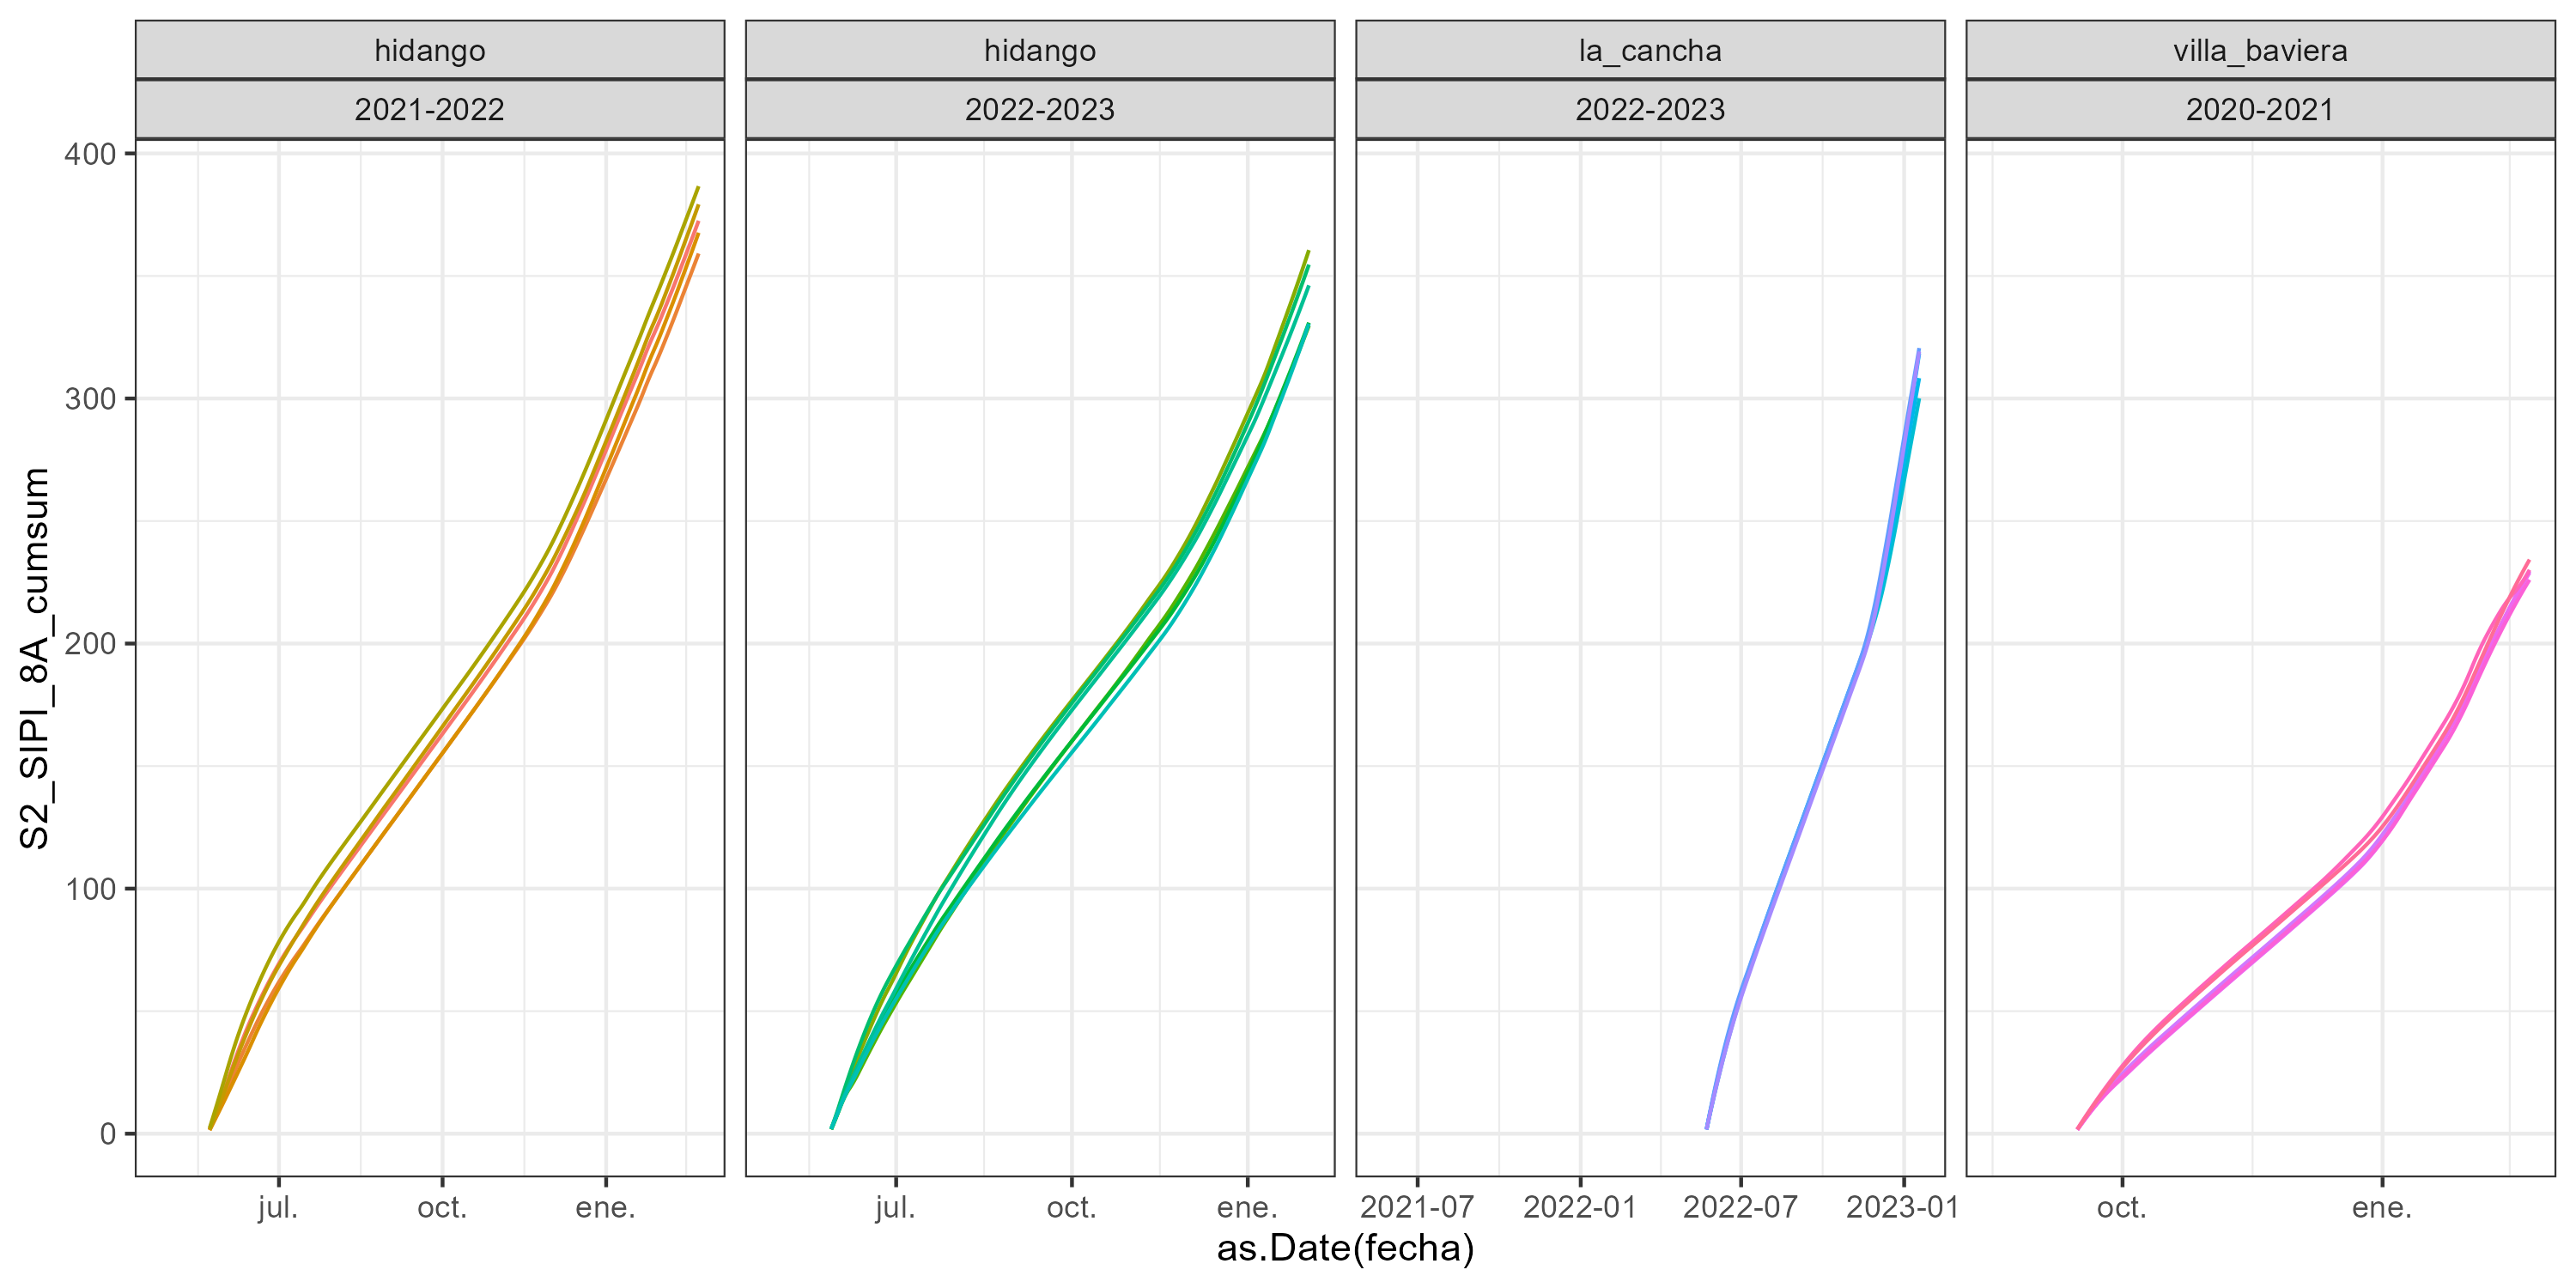 hidango hidango la_cancha villa_baviera
2021-2022 2022-2023 2022-2023 2020-2021
400
300
200
100
0
S2_SIPI_8A_cumsum
jul. oct. ene. jul. oct. ene. 2021-07 2022-01 2022-07 2023-01 oct. ene.
as.Date(fecha)